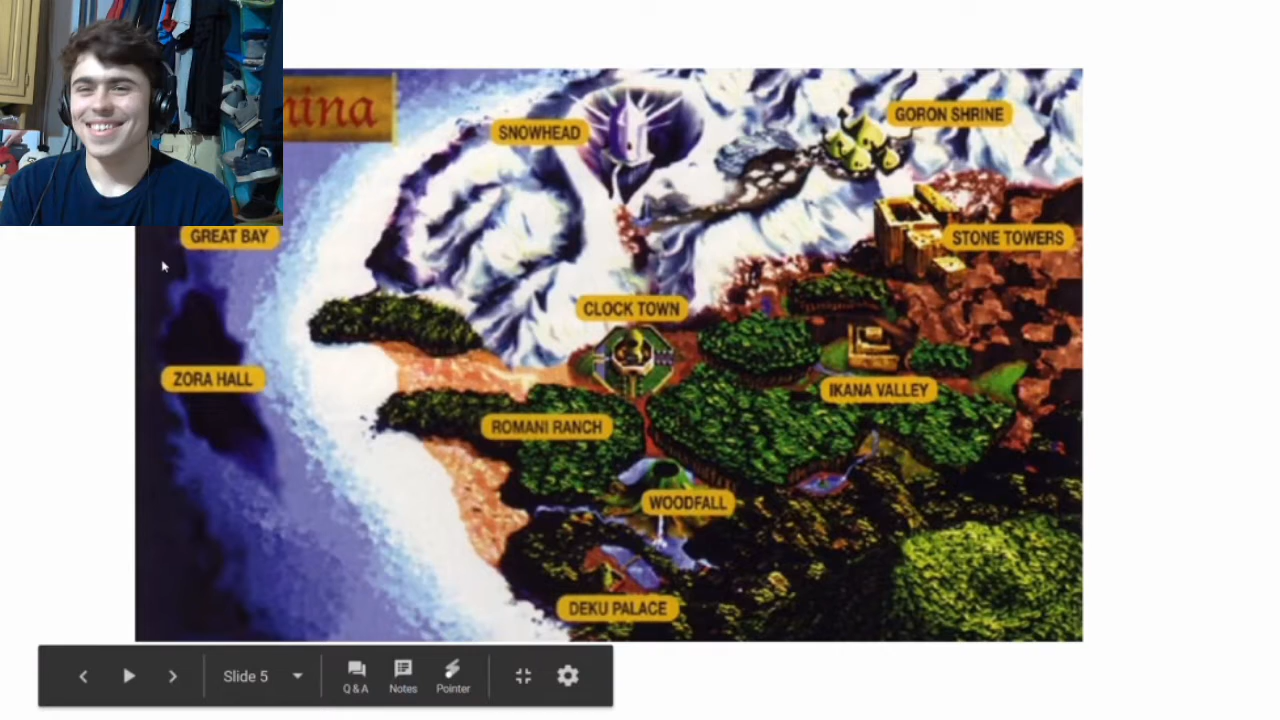 SNOWHEAD
GORON SHRINE
GREAT BAY
STONE TOWERS
CLOCK TOWN
ZORA HALL
IKANA VALLEY
ROMANI RANCH
WOODFALL
DEKU PALACE
Slide 5
Q & A
Notes
Pointer